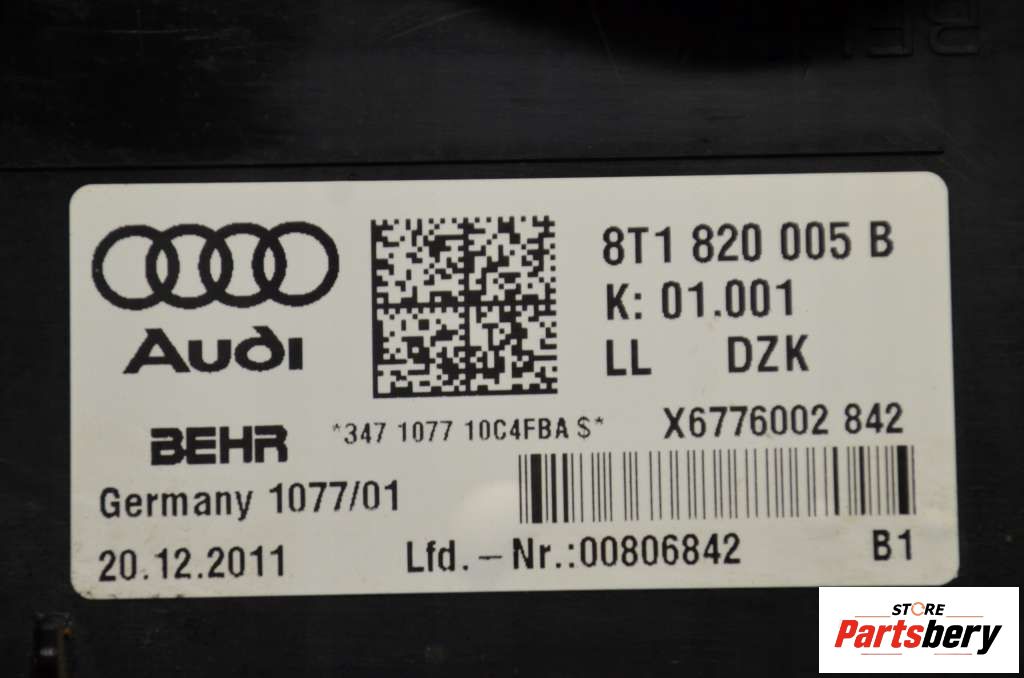 Audi
8T1 820 005 B
K: 01.001
LL DZK
BEHR
*347 1077 10C4FBA S*
X6776002 842
Germany 1077/01
20.12.2011
Lfd. – Nr.:00806842
B1
STORE
Partsbery